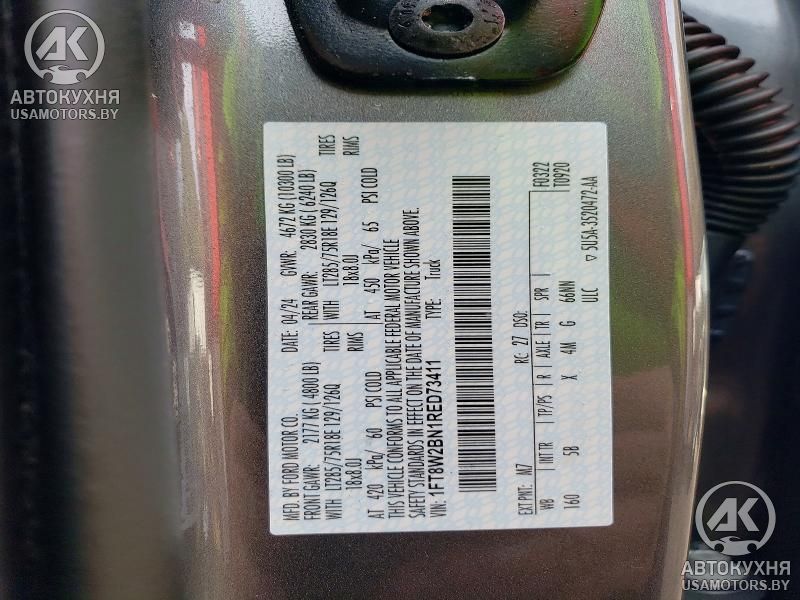 АК
АВТОКУХНЯ
USAMOTORS.BY
MFD. BY FORD MOTOR CO. DATE: 04/24 GVWR: 4672 KG (10300 LB)
FRONT GAWR: 2177 KG (4800 LB) REAR GAWR: 2830 KG (6240 LB)
WITH LT285/75R18E 129/126Q TIRES WITH LT285/75R18E 129/126Q TIRES
18x8.0J RIMS 18x8.0J RIMS
AT 420 kPa/ 60 PSI COLD AT 450 kPa/ 65 PSI COLD
THIS VEHICLE CONFORMS TO ALL APPLICABLE FEDERAL MOTOR VEHICLE
SAFETY STANDARDS IN EFFECT ON THE DATE OF MANUFACTURE SHOWN ABOVE.
VIN: 1FT8W2BN1RED73411 TYPE: Truck
F0322
EXT PNT: M7 RC: 27 DSO: T0920
WB INT TR TP/PS R AXLE TR SPR
160 5B X 4M G 66NN
ULC ▽ 5U5A-3520472-AA
АК
АВТОКУХНЯ
USAMOTORS.BY